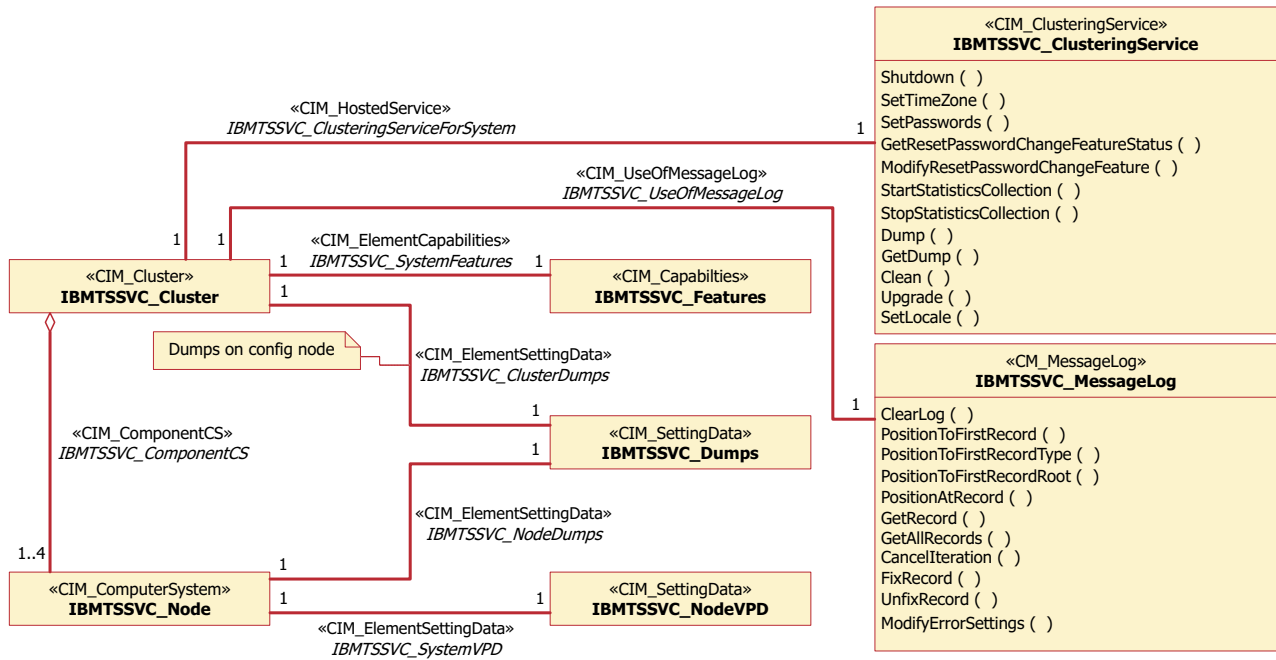 «CIM_ClusteringService»
IBMTSSVC_ClusteringService
Shutdown ( )
SetTimeZone ( )
SetPasswords ( )
GetResetPasswordChangeFeatureStatus ( )
ModifyResetPasswordChangeFeature ( )
StartStatisticsCollection ( )
StopStatisticsCollection ( )
Dump ( )
GetDump ( )
Clean ( )
Upgrade ( )
SetLocale ( )
«CIM_HostedService»
IBMTSSVC_ClusteringServiceForSystem
1
1
«CIM_UseOfMessageLog»
IBMTSSVC_UseOfMessageLog
1
1
«CIM_ElementCapabilities»
IBMTSSVC_SystemFeatures
1
1
«CIM_Cluster»
IBMTSSVC_Cluster
«CIM_Capabilties»
IBMTSSVC_Features
1
Dumps on config node
«CIM_ElementSettingData»
IBMTSSVC_ClusterDumps
1
«CM_MessageLog»
IBMTSSVC_MessageLog
ClearLog ( )
PositionToFirstRecord ( )
PositionToFirstRecordType ( )
PositionToFirstRecordRoot ( )
PositionAtRecord ( )
GetRecord ( )
GetAllRecords ( )
CancelIteration ( )
FixRecord ( )
UnfixRecord ( )
ModifyErrorSettings ( )
«CIM_ComponentCS»
IBMTSSVC_ComponentCS
1..4
«CIM_SettingData»
IBMTSSVC_Dumps
1
«CIM_ElementSettingData»
IBMTSSVC_NodeDumps
1
«CIM_ComputerSystem»
IBMTSSVC_Node
1
1
«CIM_SettingData»
IBMTSSVC_NodeVPD
«CIM_ElementSettingData»
IBMTSSVC_SystemVPD